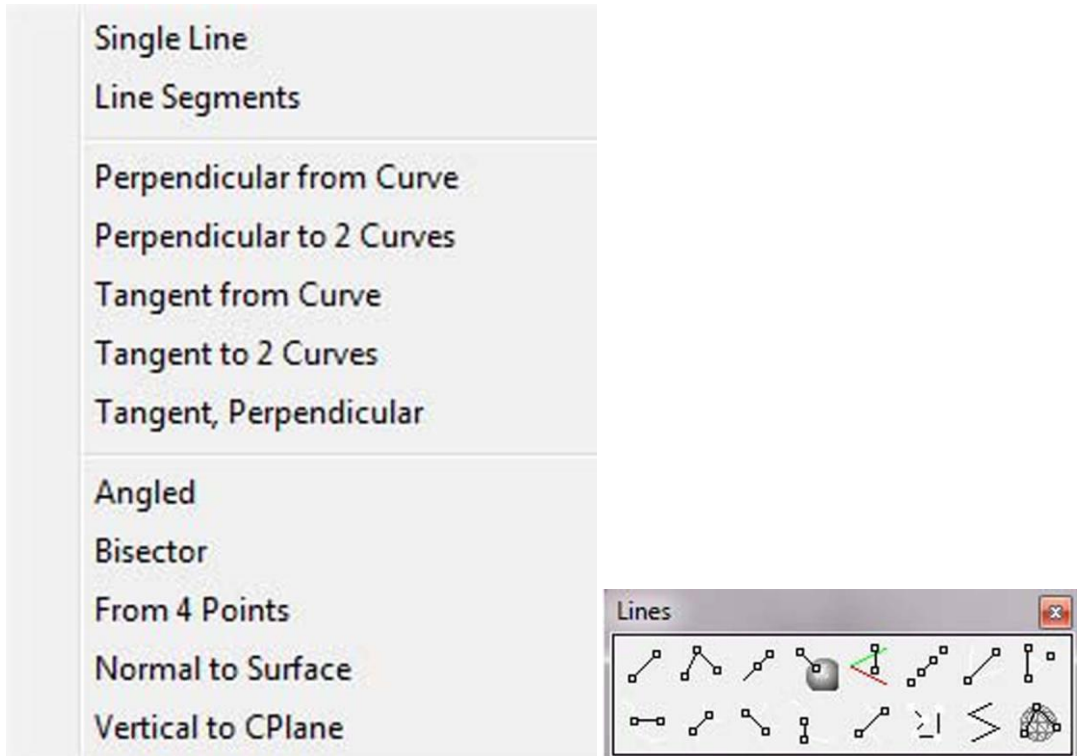 Single Line
Line Segments
Perpendicular from Curve
Perpendicular to 2 Curves
Tangent from Curve
Tangent to 2 Curves
Tangent, Perpendicular
Angled
Bisector
From 4 Points
Normal to Surface
Vertical to CPlane
Lines